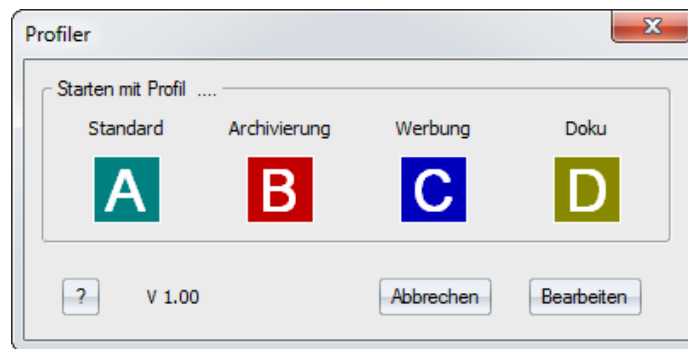 Profiler
Starten mit Profil ....
Standard Archivierung Werbung Doku
A B C D
? V 1.00 Abbrechen Bearbeiten